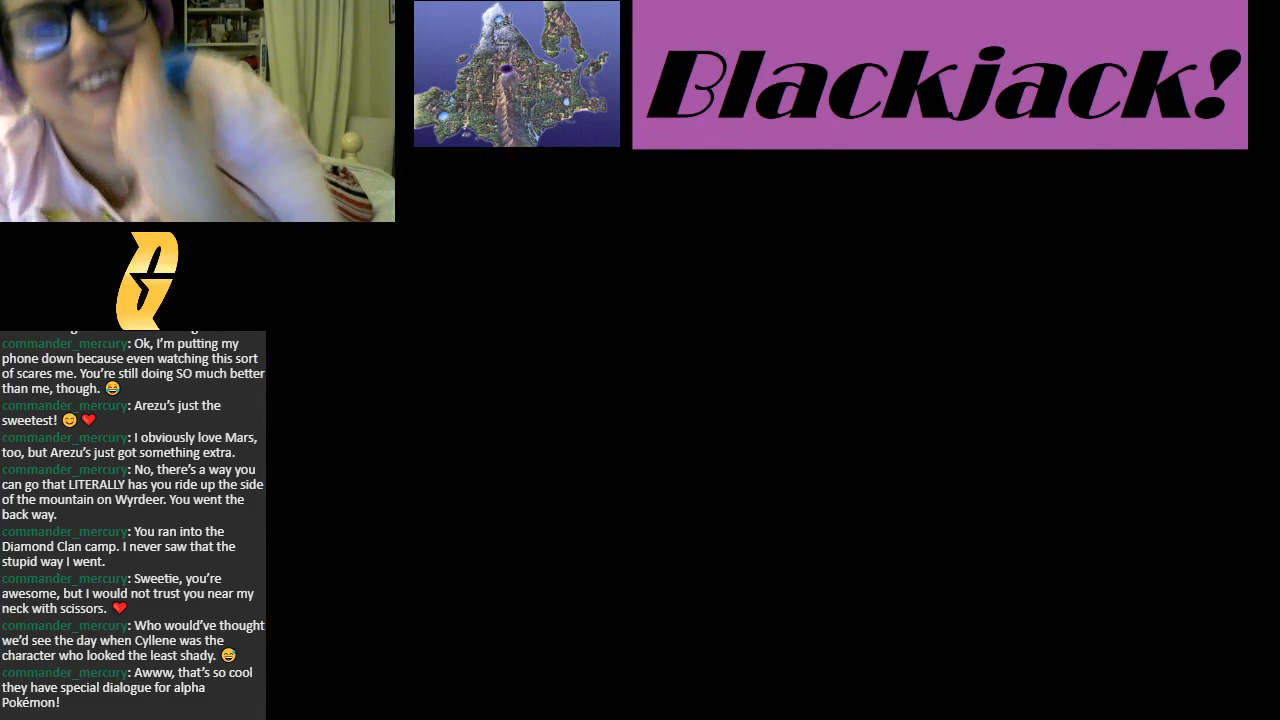 Blackjack!
G
commander_mercury: Ok, I’m putting my
phone down because even watching this sort
of scares me. You’re still doing SO much better
than me, though. 😂
commander_mercury: Arezu’s just the
sweetest! 😊 ❤️
commander_mercury: I obviously love Mars,
too, but Arezu’s just got something extra.
commander_mercury: No, there’s a way you
can go that LITERALLY has you ride up the side
of the mountain on Wyrdeer. You went the
back way.
commander_mercury: You ran into the
Diamond Clan camp. I never saw that the
stupid way I went.
commander_mercury: Sweetie, you’re
awesome, but I would not trust you near my
neck with scissors. ❤️
commander_mercury: Who would’ve thought
we’d see the day when Cyllene was the
character who looked the least shady. 😅
commander_mercury: Awww, that’s so cool
they have special dialogue for alpha
Pokémon!